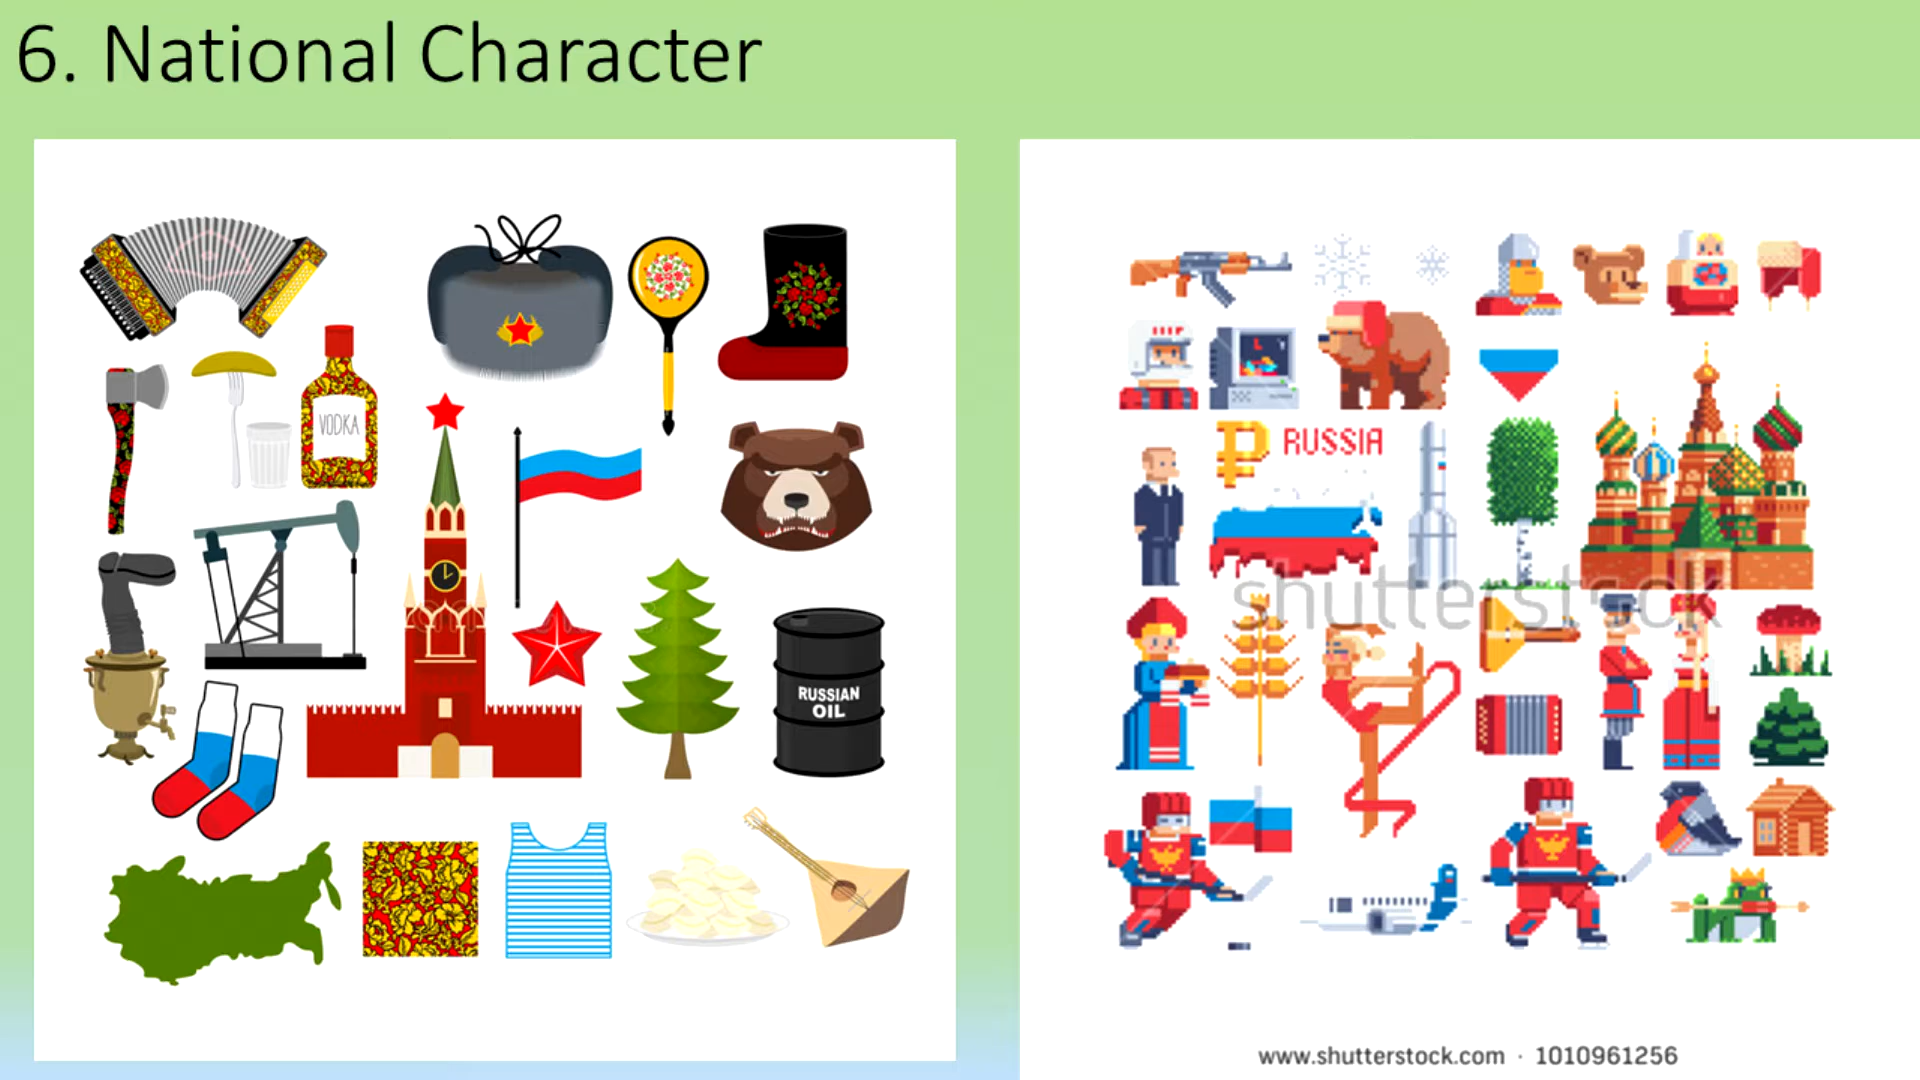 6. National Character
VODKA
RUSSIAN
OIL
RUSSIA
shutterstock
www.shutterstock.com · 1010961256